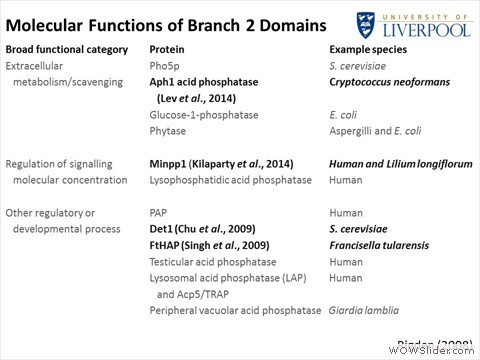 Molecular Functions of Branch 2 Domains
UNIVERSITY OF
LIVERPOOL
Broad functional category Protein Example species
Extracellular Pho5p S. cerevisiae
metabolism/scavenging Aph1 acid phosphatase Cryptococcus neoformans
(Lev et al., 2014)
Glucose-1-phosphatase E. coli
Phytase Aspergilli and E. coli
Regulation of signalling Minpp1 (Kilaparty et al., 2014) Human and Lilium longiflorum
molecular concentration Lysophosphatidic acid phosphatase Human
Other regulatory or PAP Human
developmental process Det1 (Chu et al., 2009) S. cerevisiae
FtHAP (Singh et al., 2009) Francisella tularensis
Testicular acid phosphatase Human
Lysosomal acid phosphatase (LAP) Human
and Acp5/TRAP
Peripheral vacuolar acid phosphatase Giardia lamblia
(2008)
WOWSlider.com